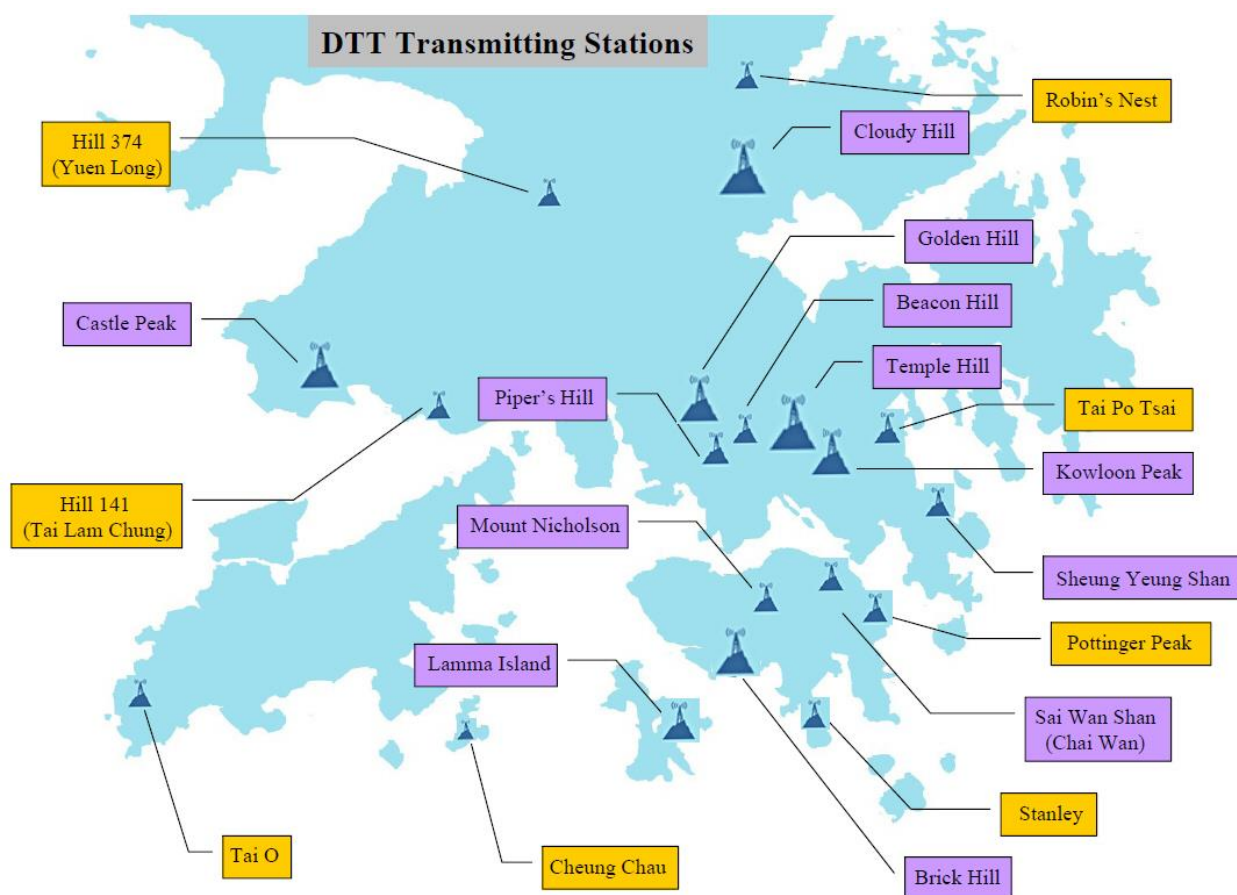 DTT Transmitting Stations
Robin's Nest
Cloudy Hill
Hill 374
(Yuen Long)
Golden Hill
Beacon Hill
Castle Peak
Temple Hill
Piper's Hill
Tai Po Tsai
Kowloon Peak
Hill 141
(Tai Lam Chung)
Mount Nicholson
Sheung Yeung Shan
Pottinger Peak
Lamma Island
Sai Wan Shan
(Chai Wan)
Stanley
Tai O
Cheung Chau
Brick Hill